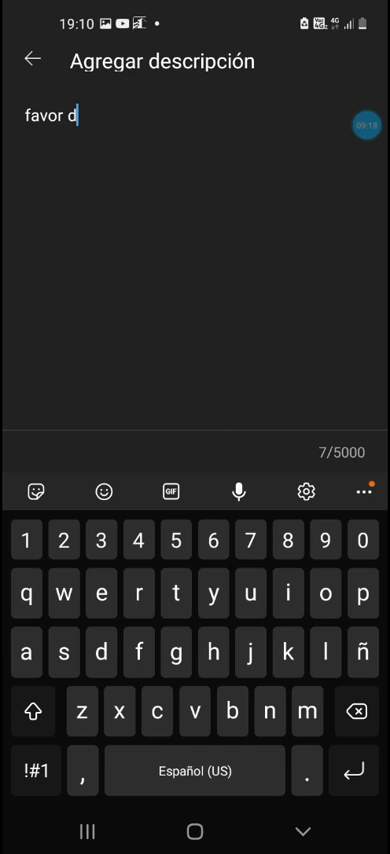 19:10
Agregar descripción
favor d
09:18
7/5000
GIF
1 2 3 4 5 6 7 8 9 0
q w e r t y u i o p
a s d f g h j k l ñ
z x c v b n m
!#1 , Español (US) .